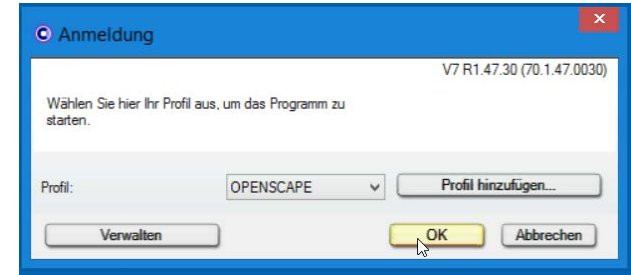 Anmeldung
V7 R1.47.30 (70.1.47.0030)
Wählen Sie hier Ihr Profil aus, um das Programm zu
starten.
Profil:
OPENSCAPE
Profil hinzufügen...
Verwalten
OK
Abbrechen